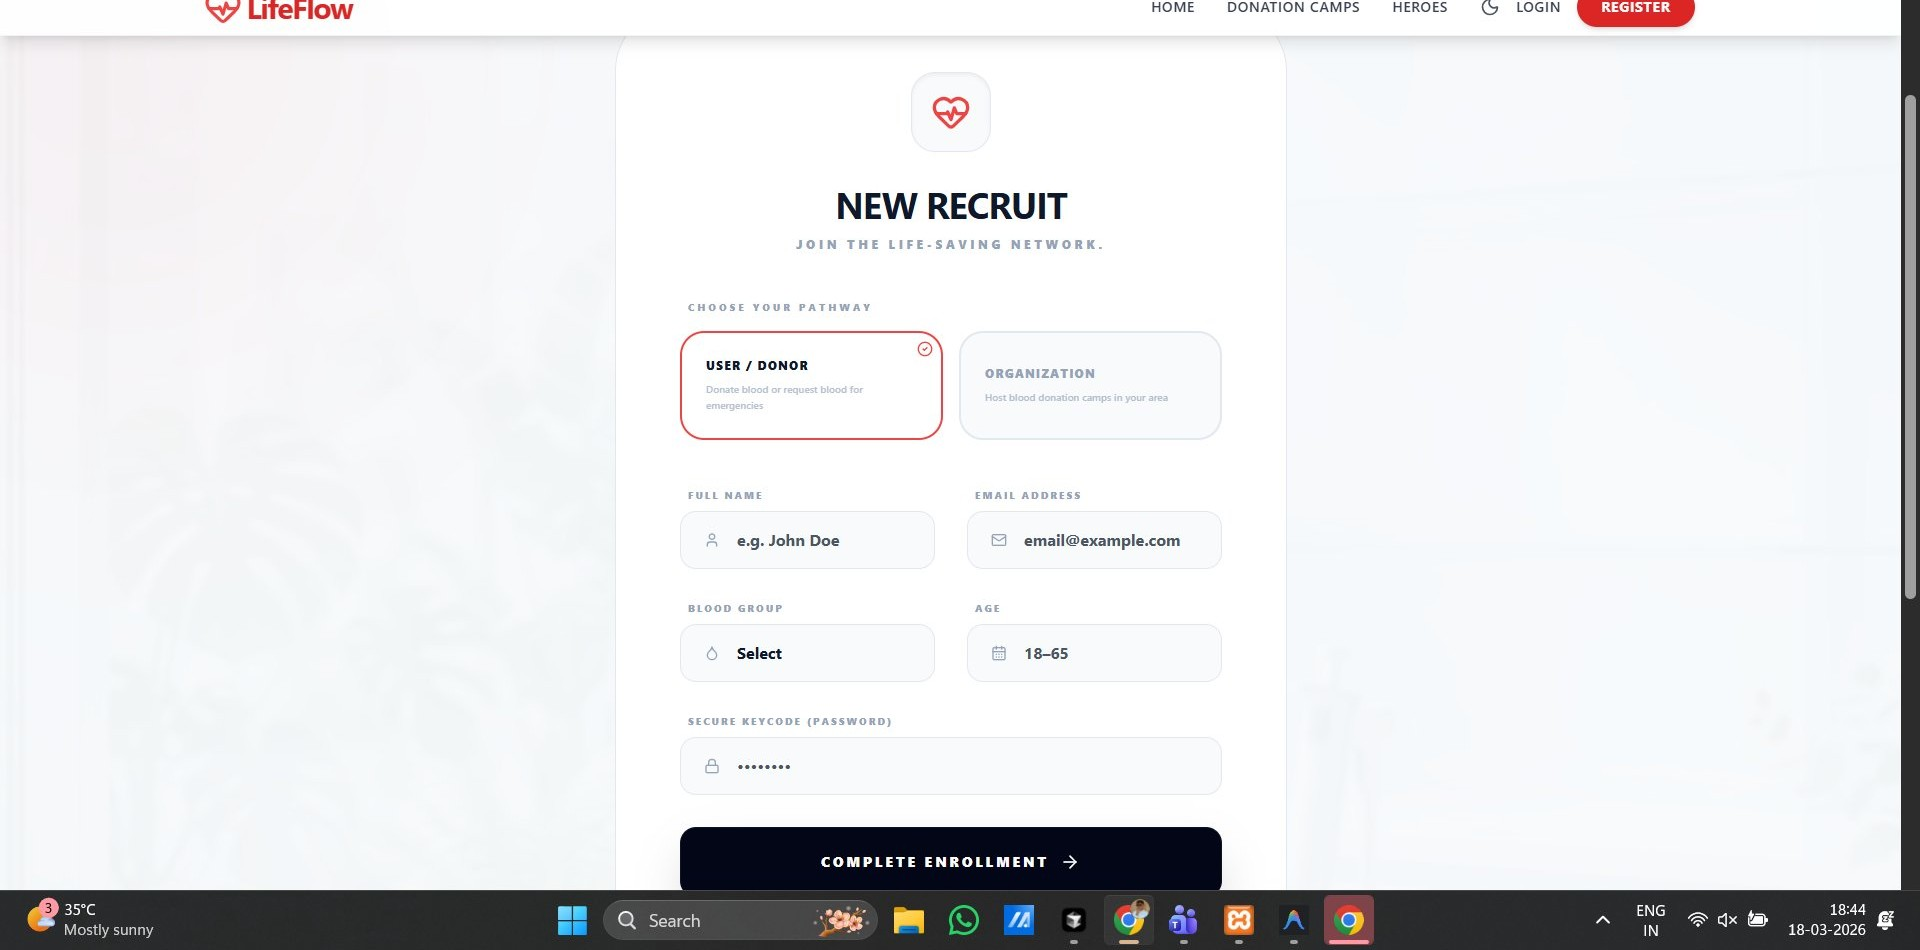 LifeFlow
HOME DONATION CAMPS HEROES LOGIN REGISTER
NEW RECRUIT
JOIN THE LIFE-SAVING NETWORK.
CHOOSE YOUR PATHWAY
USER / DONOR
Donate blood or request blood for
emergencies
ORGANIZATION
Host blood donation camps in your area
FULL NAME
e.g. John Doe
EMAIL ADDRESS
email@example.com
BLOOD GROUP
Select
AGE
18–65
SECURE KEYCODE (PASSWORD)
••••••••
COMPLETE ENROLLMENT →
3
35°C
Mostly sunny
Search
ENG
IN
18:44
18-03-2026